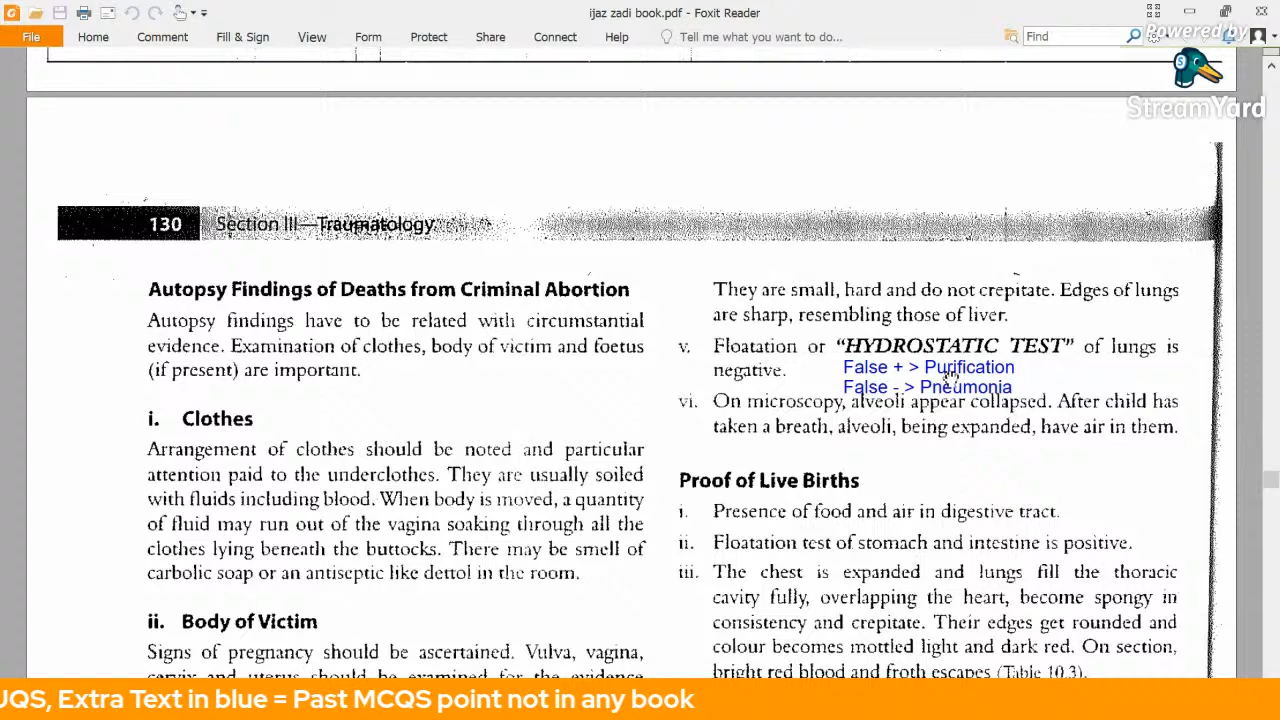 ijaz zadi book.pdf - Foxit Reader
File Home Comment Fill & Sign View Form Protect Share Connect Help Tell me what you want to do... Find
Powered by
StreamYard
130 Section III—Traumatology
Autopsy Findings of Deaths from Criminal Abortion
Autopsy findings have to be related with circumstantial
evidence. Examination of clothes, body of victim and foetus
(if present) are important.
i. Clothes
Arrangement of clothes should be noted and particular
attention paid to the underclothes. They are usually soiled
with fluids including blood. When body is moved, a quantity
of fluid may run out of the vagina soaking through all the
clothes lying beneath the buttocks. There may be smell of
carbolic soap or an antiseptic like dettol in the room.
ii. Body of Victim
Signs of pregnancy should be ascertained. Vulva, vagina,
cervix and uterus should be examined for the evidence
They are small, hard and do not crepitate. Edges of lungs
are sharp, resembling those of liver.
v. Floatation or “HYDROSTATIC TEST” of lungs is
negative.
False + > Purification
False - > Pneumonia
vi. On microscopy, alveoli appear collapsed. After child has
taken a breath, alveoli, being expanded, have air in them.
Proof of Live Births
i. Presence of food and air in digestive tract.
ii. Floatation test of stomach and intestine is positive.
iii. The chest is expanded and lungs fill the thoracic
cavity fully, overlapping the heart, become spongy in
consistency and crepitate. Their edges get rounded and
colour becomes mottled light and dark red. On section,
bright red blood and froth escapes (Table 10.3).
UQS, Extra Text in blue = Past MCQS point not in any book